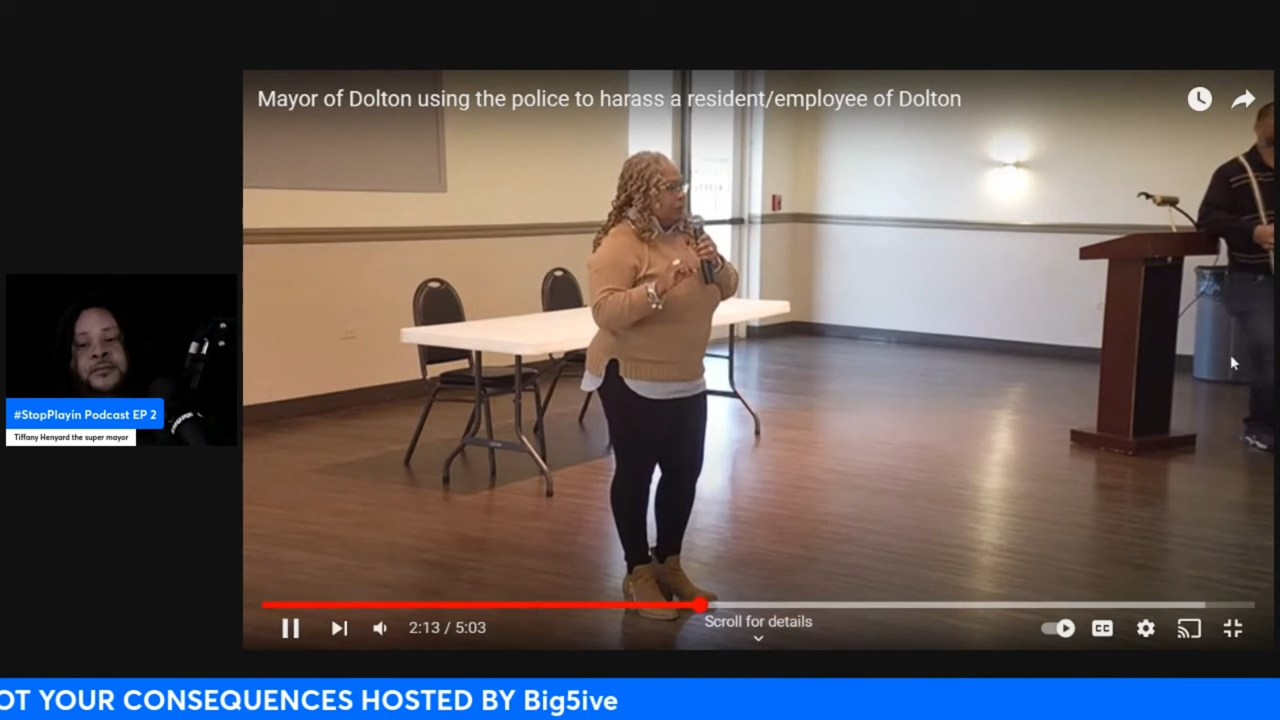 Mayor of Dolton using the police to harass a resident/employee of Dolton
#StopPlayin Podcast EP 2
Tiffany Henyard the super mayor
2:13 / 5:03
Scroll for details
CC
OT YOUR CONSEQUENCES HOSTED BY Big5ive